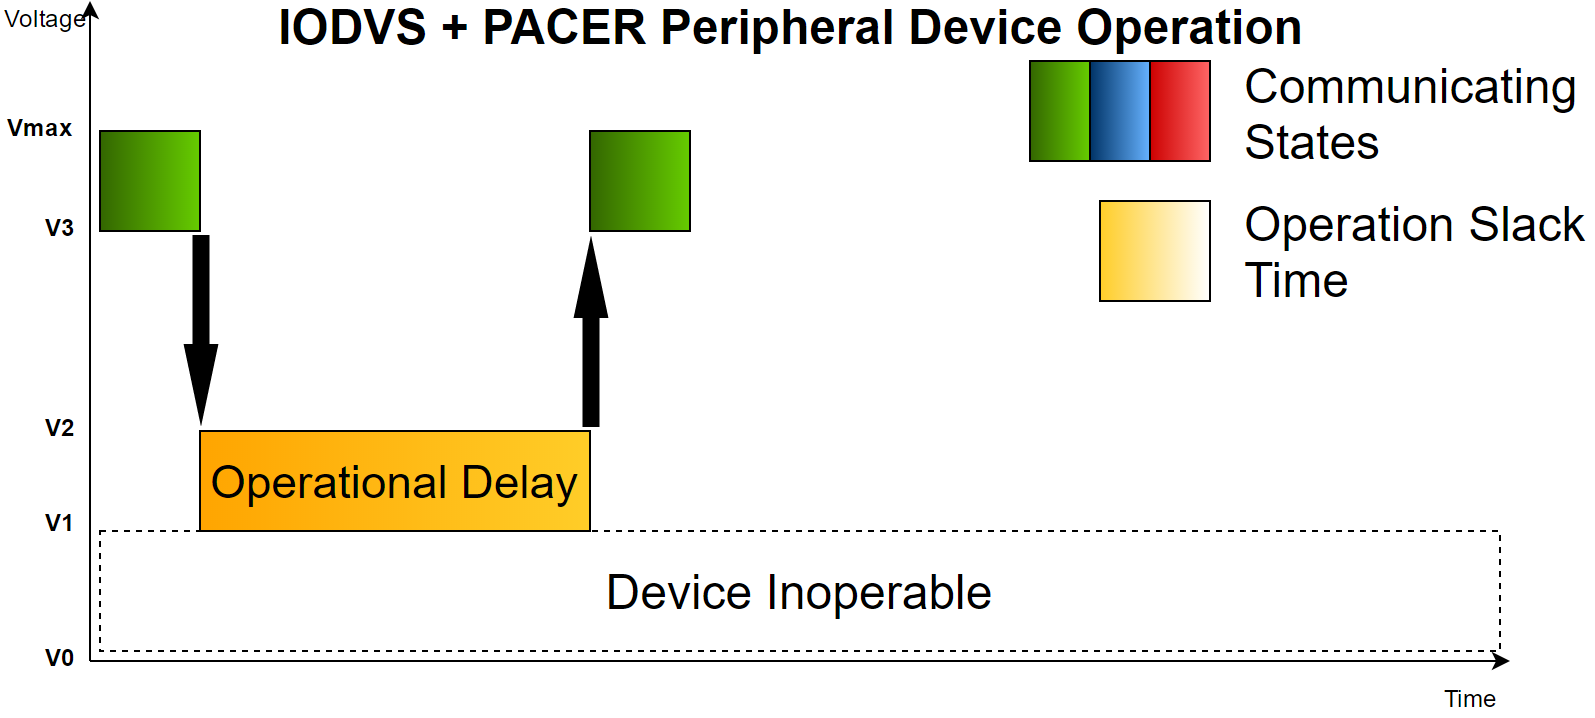 IODVS + PACER Peripheral Device Operation
Voltage
Communicating
States
Operation Slack
Time
Vmax
V3
V2
Operational Delay
V1
Device Inoperable
V0
Time